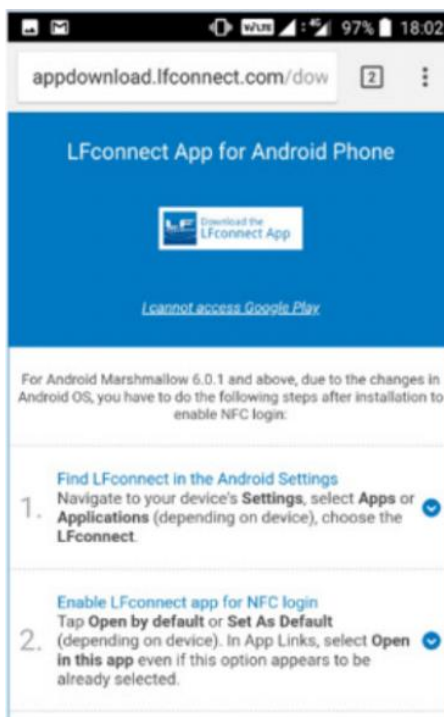 VoLTE 4G 97% 18:02
appdownload.lfconnect.com/dow 2
LFconnect App for Android Phone
LF Download the
LFconnect App
I cannot access Google Play
For Android Marshmallow 6.0.1 and above, due to the changes in
Android OS, you have to do the following steps after installation to
enable NFC login:
Find LFconnect in the Android Settings
1. Navigate to your device's Settings, select Apps or
Applications (depending on device), choose the
LFconnect.
Enable LFconnect app for NFC login
Tap Open by default or Set As Default
2. (depending on device). In App Links, select Open
in this app even if this option appears to be
already selected.